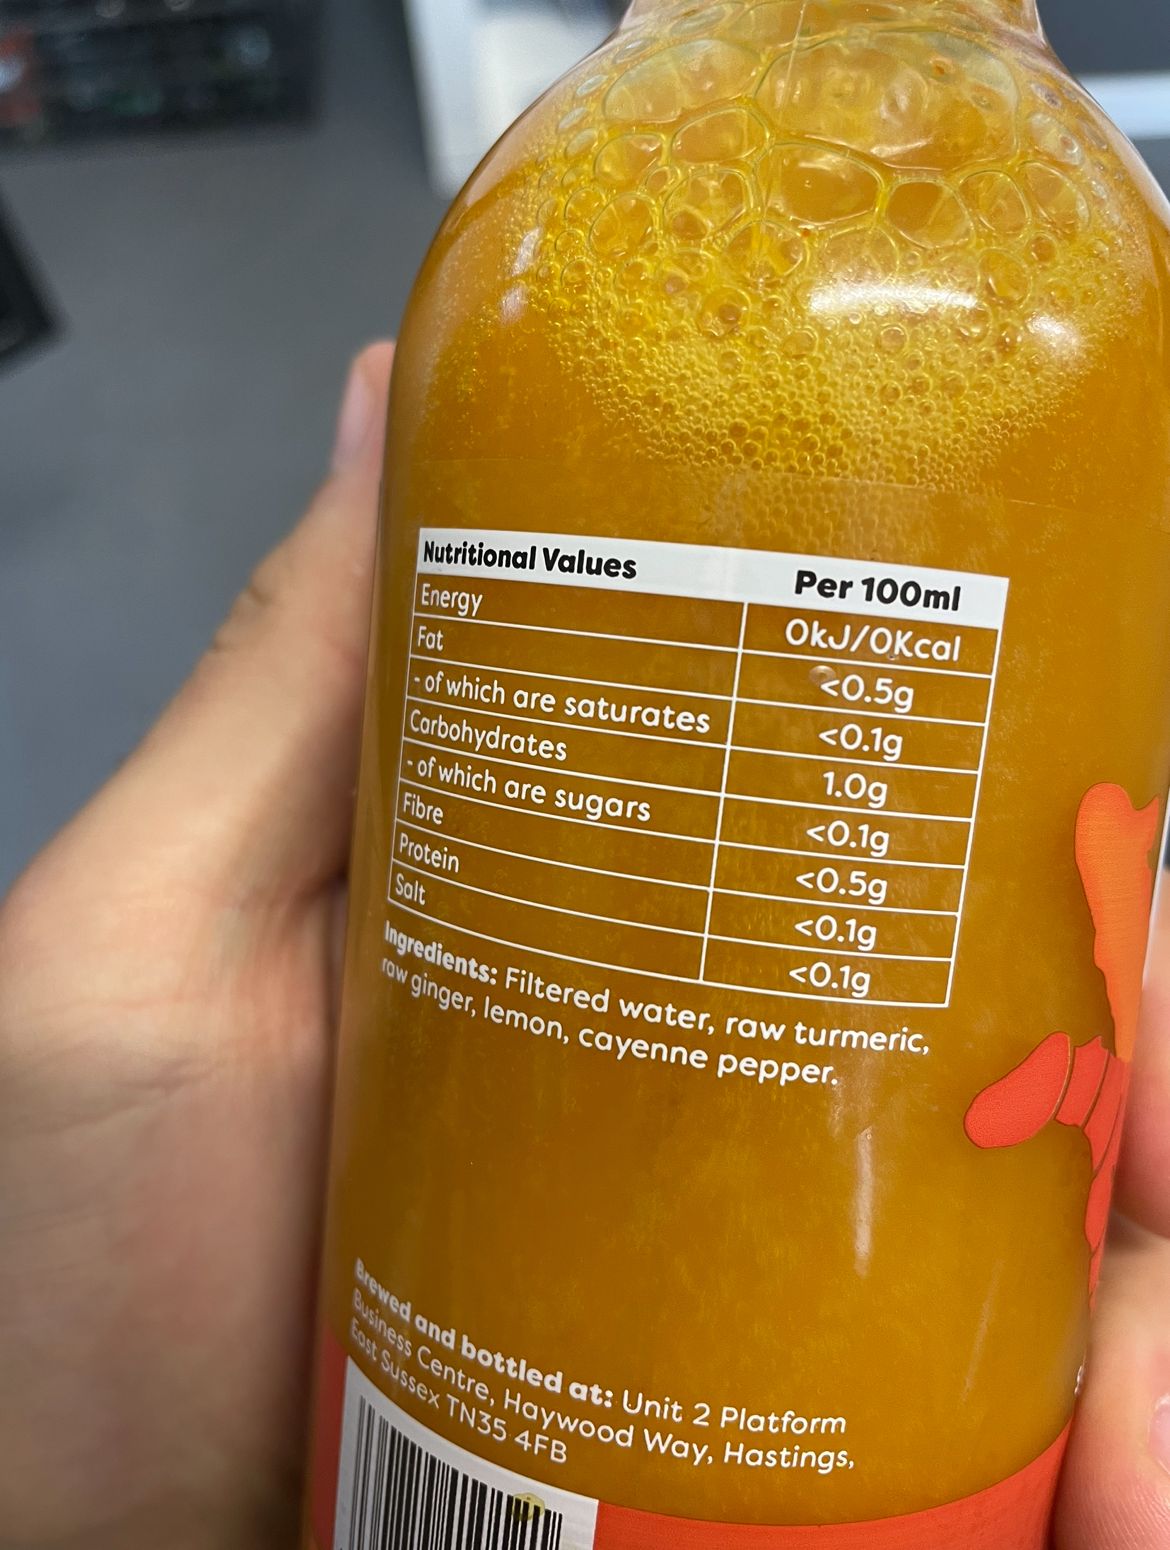 Nutritional Values Per 100ml
Energy 0kJ/0Kcal
Fat <0.5g
- of which are saturates <0.1g
Carbohydrates 1.0g
- of which are sugars <0.1g
Fibre <0.5g
Protein <0.1g
Salt <0.1g
Ingredients: Filtered water, raw turmeric,
raw ginger, lemon, cayenne pepper.
Brewed and bottled at: Unit 2 Platform
Business Centre, Haywood Way, Hastings,
East Sussex TN35 4FB